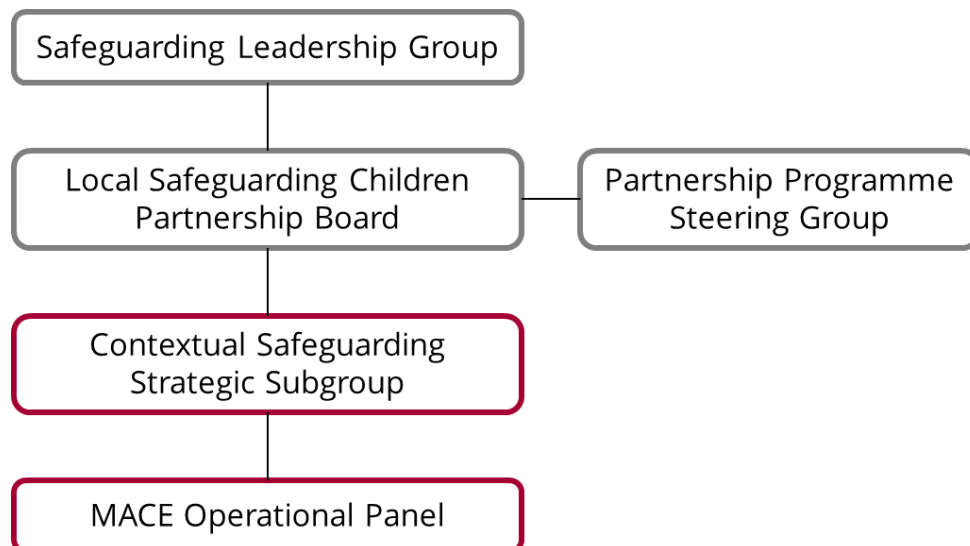 Safeguarding Leadership Group
Local Safeguarding Children
Partnership Board
Partnership Programme
Steering Group
Contextual Safeguarding
Strategic Subgroup
MACE Operational Panel